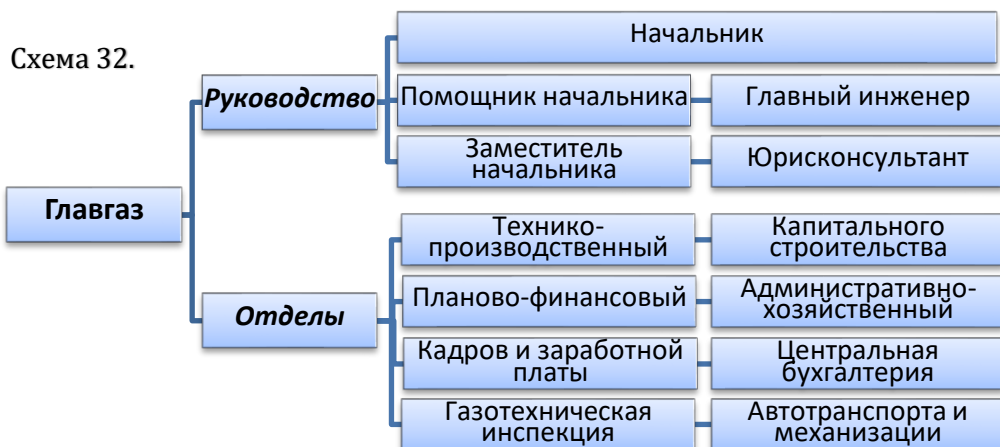 Схема 32.
Главгаз
Руководство
Начальник
Помощник начальника
Главный инженер
Заместитель
начальника
Юрисконсультант
Отделы
Технико-
производственный
Капитального
строительства
Планово-финансовый
Административно-
хозяйственный
Кадров и заработной
платы
Центральная
бухгалтерия
Газотехническая
инспекция
Автотранспорта и
механизации